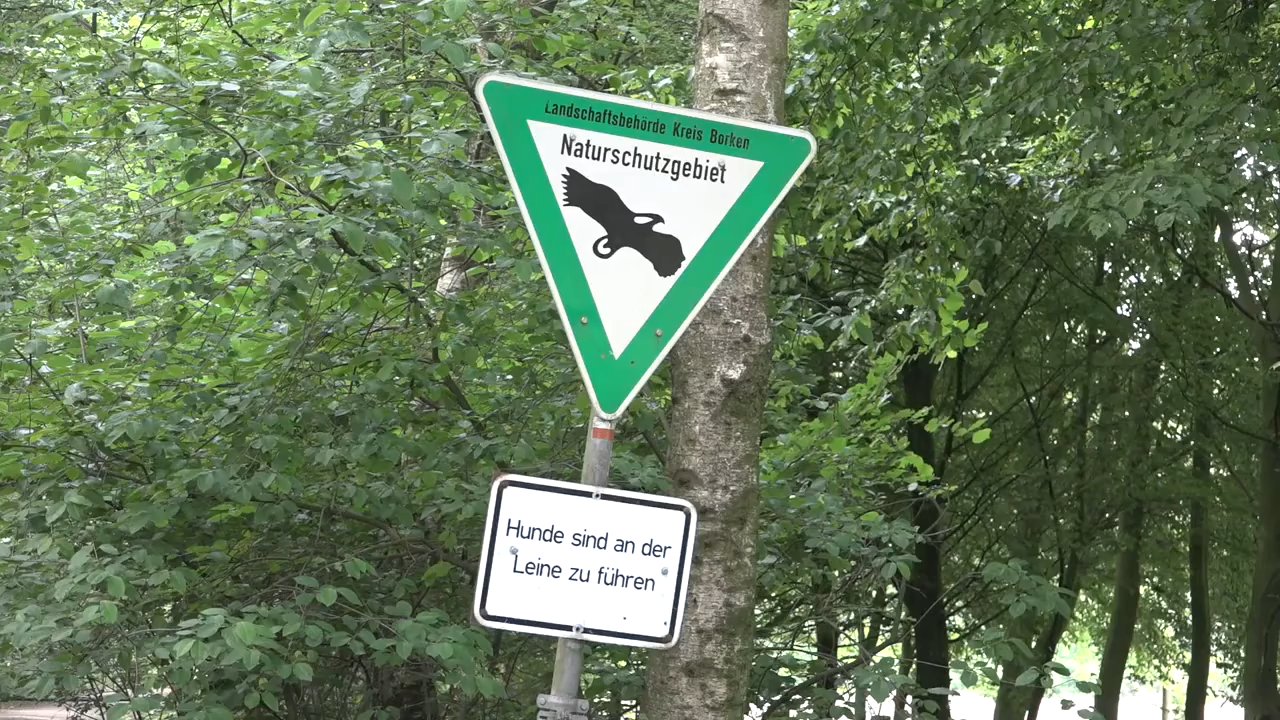 Landschaftsbehörde Kreis Borken
Naturschutzgebiet
Hunde sind an der
Leine zu führen